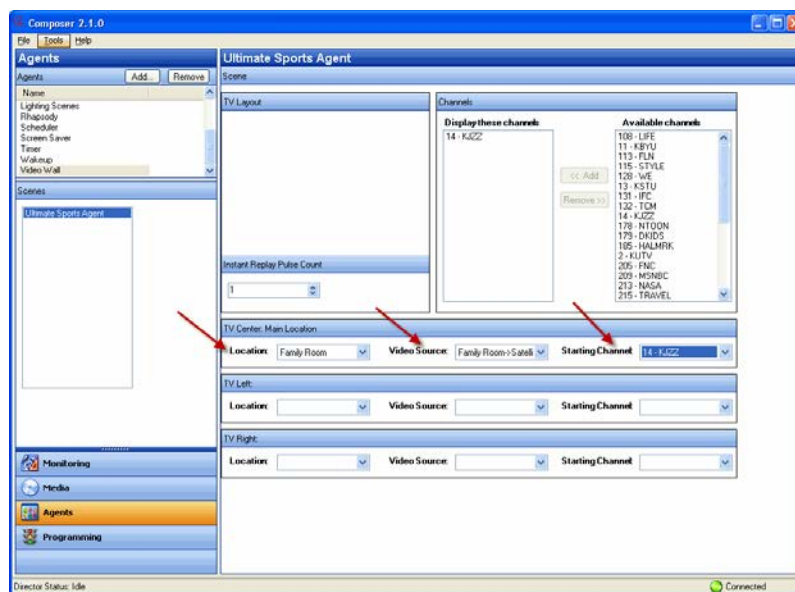 Composer 2.1.0
File Tools Help
Agents
Agents Add... Remove
Name
Lighting Scenes
Rhapsody
Scheduler
Screen Saver
Timer
Wakeup
Video Wall
Scenes
Ultimate Sports Agent
Monitoring
Media
Agents
Programming
Ultimate Sports Agent
Scene
TV Layout
Instant Replay Pulse Count
1
Channels
Display these channels
14 - KJZZ
<< Add
Remove >>
Available channels
108 - LIFE
11 - KBYU
113 - FLN
115 - STYLE
128 - WE
13 - KSTU
131 - IFC
132 - TCM
14 - KJZZ
178 - NTOON
179 - DKIDS
185 - HALMRK
2 - KUTV
205 - FNC
209 - MSNBC
213 - NASA
215 - TRAVEL
TV Center: Main Location
Location: Family Room Video Source: Family Room->Satelli Starting Channel: 14 - KJZZ
TV Left:
Location: Video Source: Starting Channel:
TV Right:
Location: Video Source: Starting Channel:
Director Status: Idle Connected